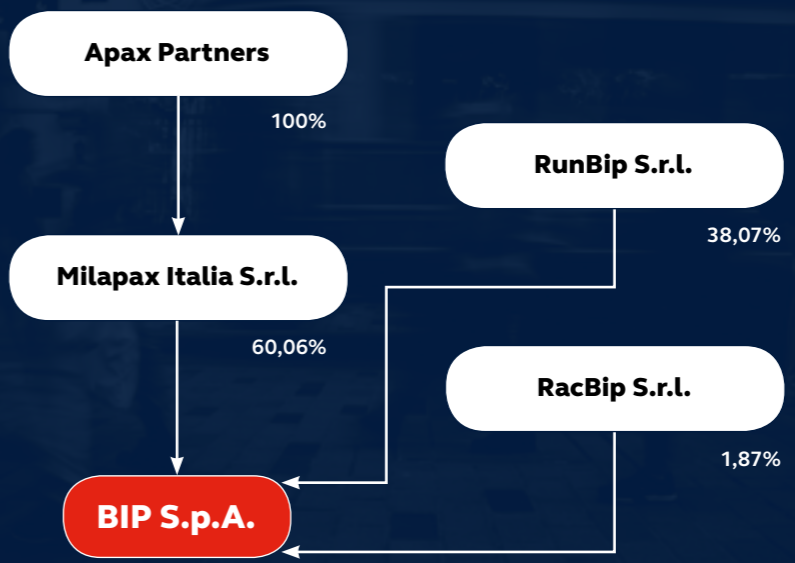 Apax Partners
100%
RunBip S.r.l.
38,07%
Milapax Italia S.r.l.
60,06%
RacBip S.r.l.
1,87%
BIP S.p.A.